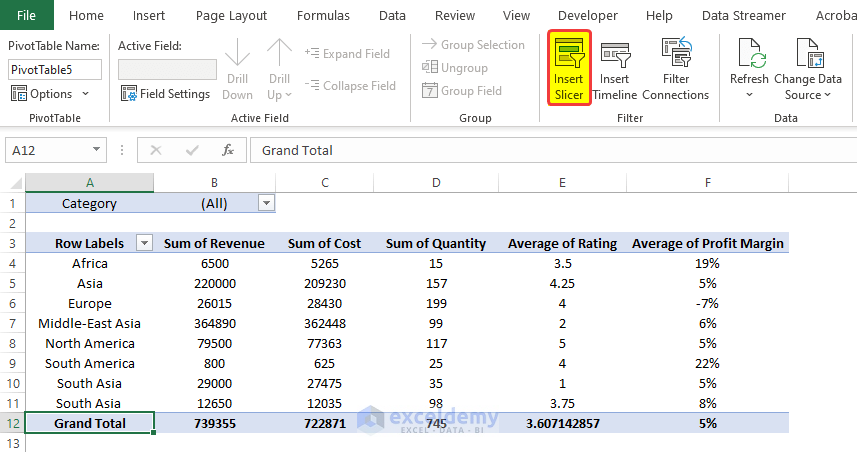 File Home Insert Page Layout Formulas Data Review View Developer Help Data Streamer Acroba
PivotTable Name: Active Field:
PivotTable5
Options
PivotTable
Field Settings
Drill Down
Drill Up
Expand Field
Collapse Field
Active Field
Group Selection
Ungroup
7 Group Field
Group
Insert Slicer
Insert Timeline
Filter Connections
Filter
Refresh
Change Data Source
Data
A12 fx Grand Total
A B C D E F
1 Category (All)
2
3 Row Labels Sum of Revenue Sum of Cost Sum of Quantity Average of Rating Average of Profit Margin
4 Africa 6500 5265 15 3.5 19%
5 Asia 220000 209230 157 4.25 5%
6 Europe 26015 28430 199 4 -7%
7 Middle-East Asia 364890 362448 99 2 6%
8 North America 79500 77363 117 5 5%
9 South America 800 625 25 4 22%
10 South Asia 29000 27475 35 1 5%
11 South Asia 12650 12035 98 3.75 8%
12 Grand Total 739355 722871 745 3.607142857 5%
13
exceldemy
EXCEL - DATA - BI